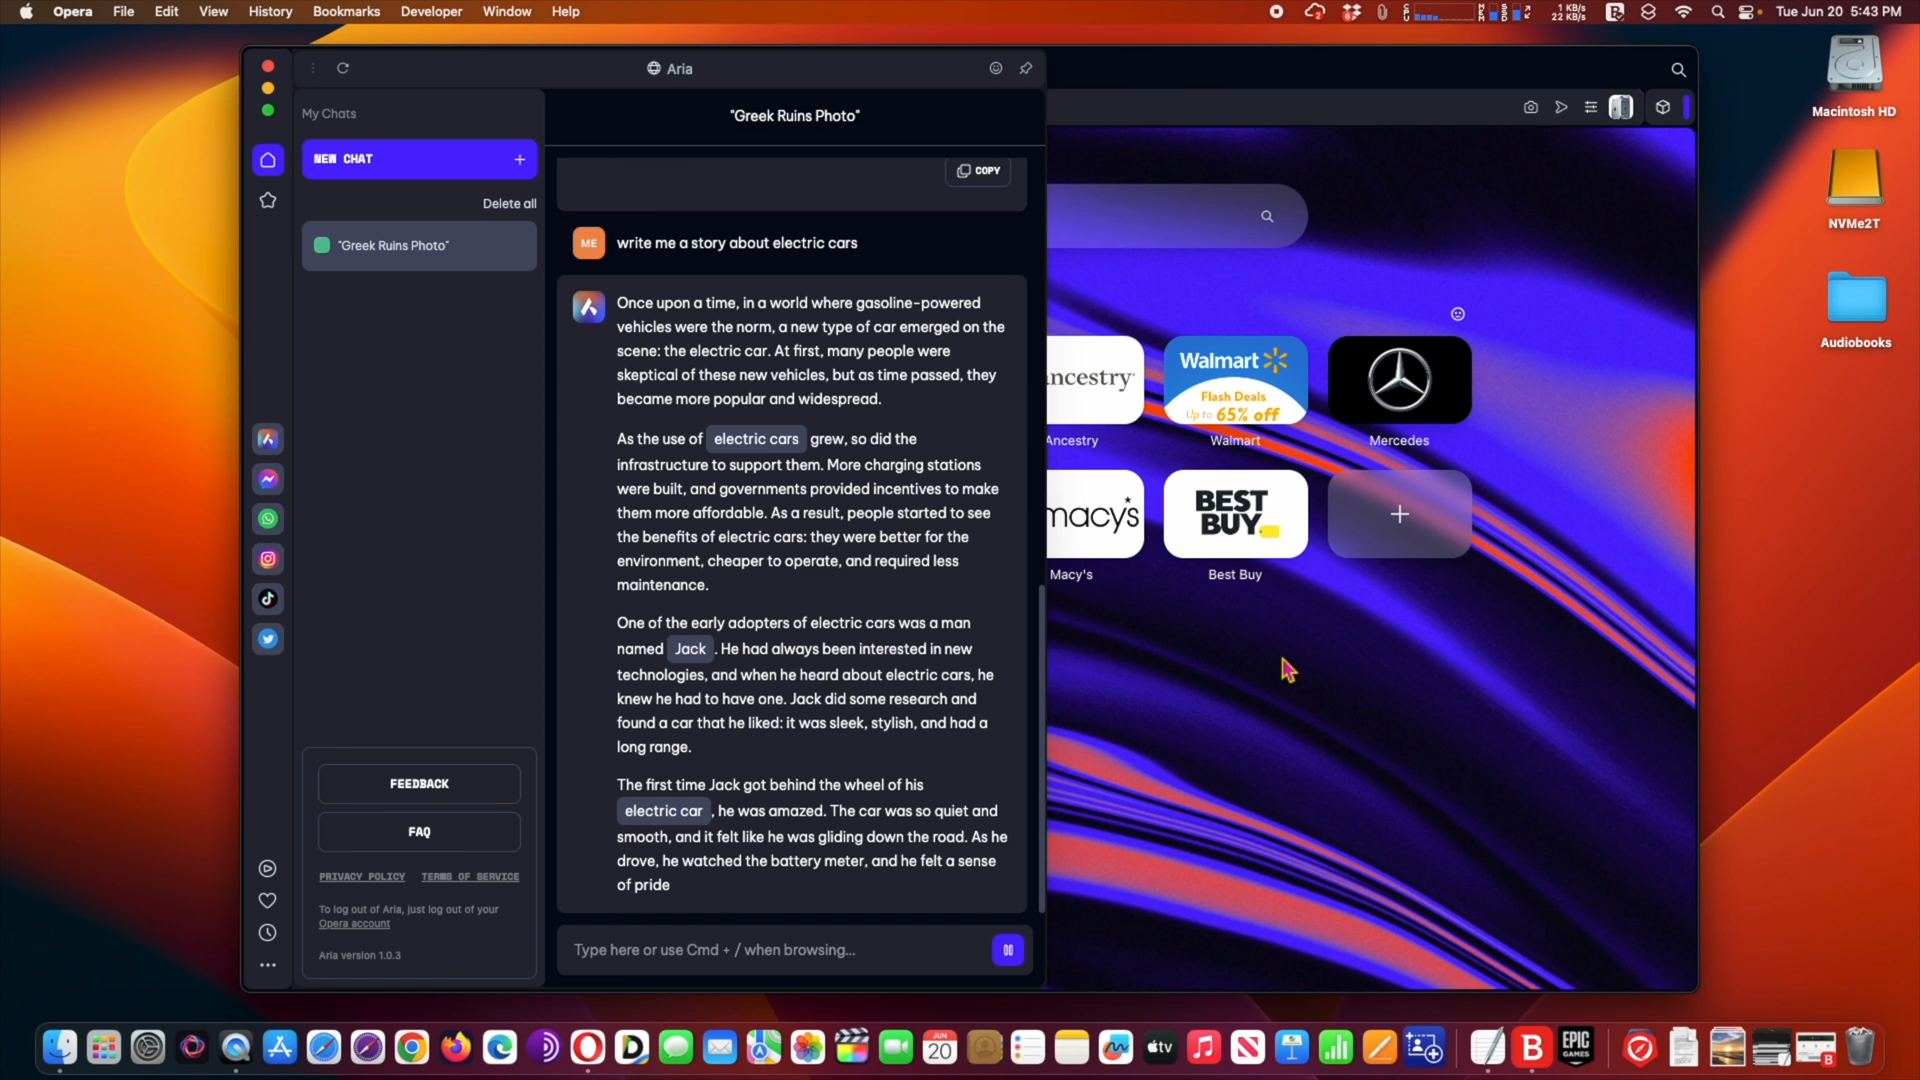 Opera File Edit View History Bookmarks Developer Window Help
1 KB/s
22 KB/s
Tue Jun 20 5:43 PM
Aria
My Chats
NEW CHAT +
Delete all
"Greek Ruins Photo"
FEEDBACK
FAQ
PRIVACY POLICY TERMS OF SERVICE
To log out of Aria, just log out of your
Opera account
Aria version 1.0.3
"Greek Ruins Photo"
COPY
ME write me a story about electric cars
Once upon a time, in a world where gasoline-powered
vehicles were the norm, a new type of car emerged on the
scene: the electric car. At first, many people were
skeptical of these new vehicles, but as time passed, they
became more popular and widespread.
As the use of electric cars grew, so did the
infrastructure to support them. More charging stations
were built, and governments provided incentives to make
them more affordable. As a result, people started to see
the benefits of electric cars: they were better for the
environment, cheaper to operate, and required less
maintenance.
One of the early adopters of electric cars was a man
named Jack . He had always been interested in new
technologies, and when he heard about electric cars, he
knew he had to have one. Jack did some research and
found a car that he liked: it was sleek, stylish, and had a
long range.
The first time Jack got behind the wheel of his
electric car , he was amazed. The car was so quiet and
smooth, and it felt like he was gliding down the road. As he
drove, he watched the battery meter, and he felt a sense
of pride
Type here or use Cmd + / when browsing...
ncestry
Ancestry
Walmart
Flash Deals
Up to 65% off
Walmart
Mercedes
macy's
Macy's
BEST
BUY
Best Buy
Macintosh HD
NVMe2T
Audiobooks
JUN
20
tv
EPIC
GAMES